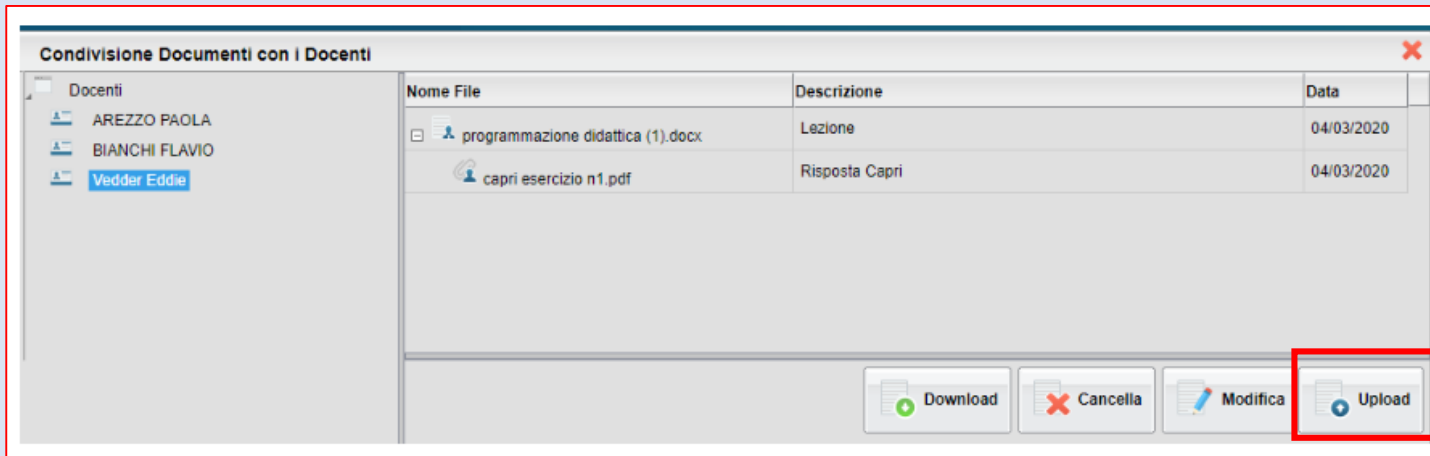 Condivisione Documenti con i Docenti
Docenti
AREZZO PAOLA
BIANCHI FLAVIO
Vedder Eddie
Nome File Descrizione Data
programmazione didattica (1).docx Lezione 04/03/2020
capri esercizio n1.pdf Risposta Capri 04/03/2020
Download Cancella Modifica Upload